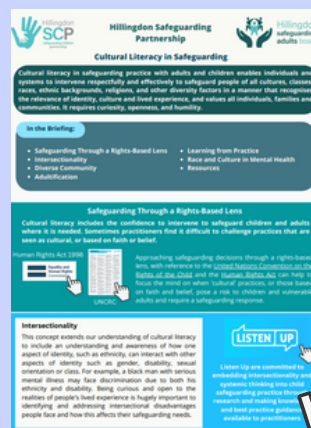 Hillingdon
SCP
Hillingdon Safeguarding
Partnership
Hillingdon
safeguarding
adults
Cultural Literacy in Safeguarding
Cultural literacy in safeguarding practice with adults and children enables individuals and
systems to intervene respectfully and effectively to safeguard people of all cultures, classes,
races, ethnic backgrounds, religions, and other diversity factors in a manner that recognises
the relevance of identity, culture and lived experience, and values all individuals, families and
communities. It requires curiosity, openness, and humility.
In the Briefing:
• Safeguarding Through a Rights-Based Lens
• Intersectionality
• Diverse Community
• Adultification
• Learning from Practice
• Race and Culture in Mental Health
• Resources
Safeguarding Through a Rights-Based Lens
Cultural literacy includes the confidence to intervene to safeguard children and adults
where it is needed. Sometimes practitioners find it difficult to challenge practices that are
seen as cultural, or based on faith or belief.
Human Rights Act 1998
Equality and
Human Rights
UNCRC
Approaching safeguarding decisions through a rights-based
lens, with reference to the United Nations Convention on the
Rights of the Child and the Human Rights Act can help to
focus the mind on when 'cultural' practices, or those based
on faith and belief, pose a risk to children and vulnerable
adults and require a safeguarding response.
Intersectionality
This concept extends our understanding of cultural literacy
to include an understanding and awareness of how one
aspect of identity, such as ethnicity, can interact with other
aspects of identity such as gender, disability, sexual
orientation or class. For example, a black man with serious
mental illness may face discrimination due to both his
ethnicity and disability. Being curious and open to the
realities of people's lived experience is hugely important to
identifying and addressing intersectional disadvantages
people face and how this affects their safeguarding needs.
LISTEN UP
Listen Up are committed to
embedding intersectionality and
systemic thinking into child
safeguarding practice through
research and making
and best practice guidance
available to practitioners